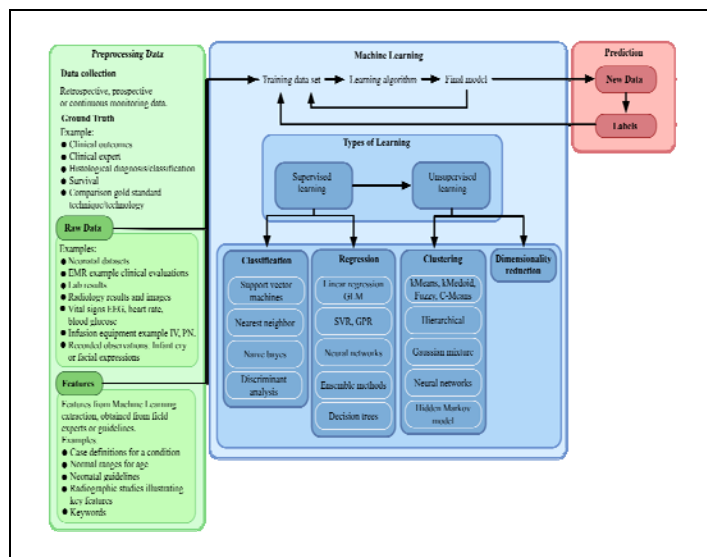 Preprocessing Data
Data collection
Retrospective, prospective
or continuous monitoring data.
Ground Truth
Example:
● Clinical outcomes
● Clinical expert
● Histological diagnosis/classification
● Survival
● Comparison gold standard
technique/technology
Raw Data
Examples:
● Neonatal datasets
● EMR example clinical evaluations
● Lab results
● Radiology results and images
● Vital signs EEG, heart rate,
blood glucose
● Infusion equipment example IV, PN.
● Recorded observations. Infant cry
or facial expressions
Features
Features from Machine Learning
extraction, obtained from field
experts or guidelines.
Examples
● Case definitions for a condition
● Normal ranges for age
● Neonatal guidelines
● Radiographic studies illustrating
key features
● Keywords
Machine Learning
Training data set
Learning algorithm
Final model
Types of Learning
Supervised
learning
Unsupervised
learning
Classification
Support vector
machines
Nearest neighbor
Naive bayes
Discriminant
analysis
Regression
Linear regression
GLM
SVR, GPR
Neural networks
Ensemble methods
Decision trees
Clustering
kMeans, kMedoid,
Fuzzy, C-Means
Hierarchical
Gaussian mixture
Neural networks
Hidden Markov
model
Dimensionality
reduction
Prediction
New Data
Labels